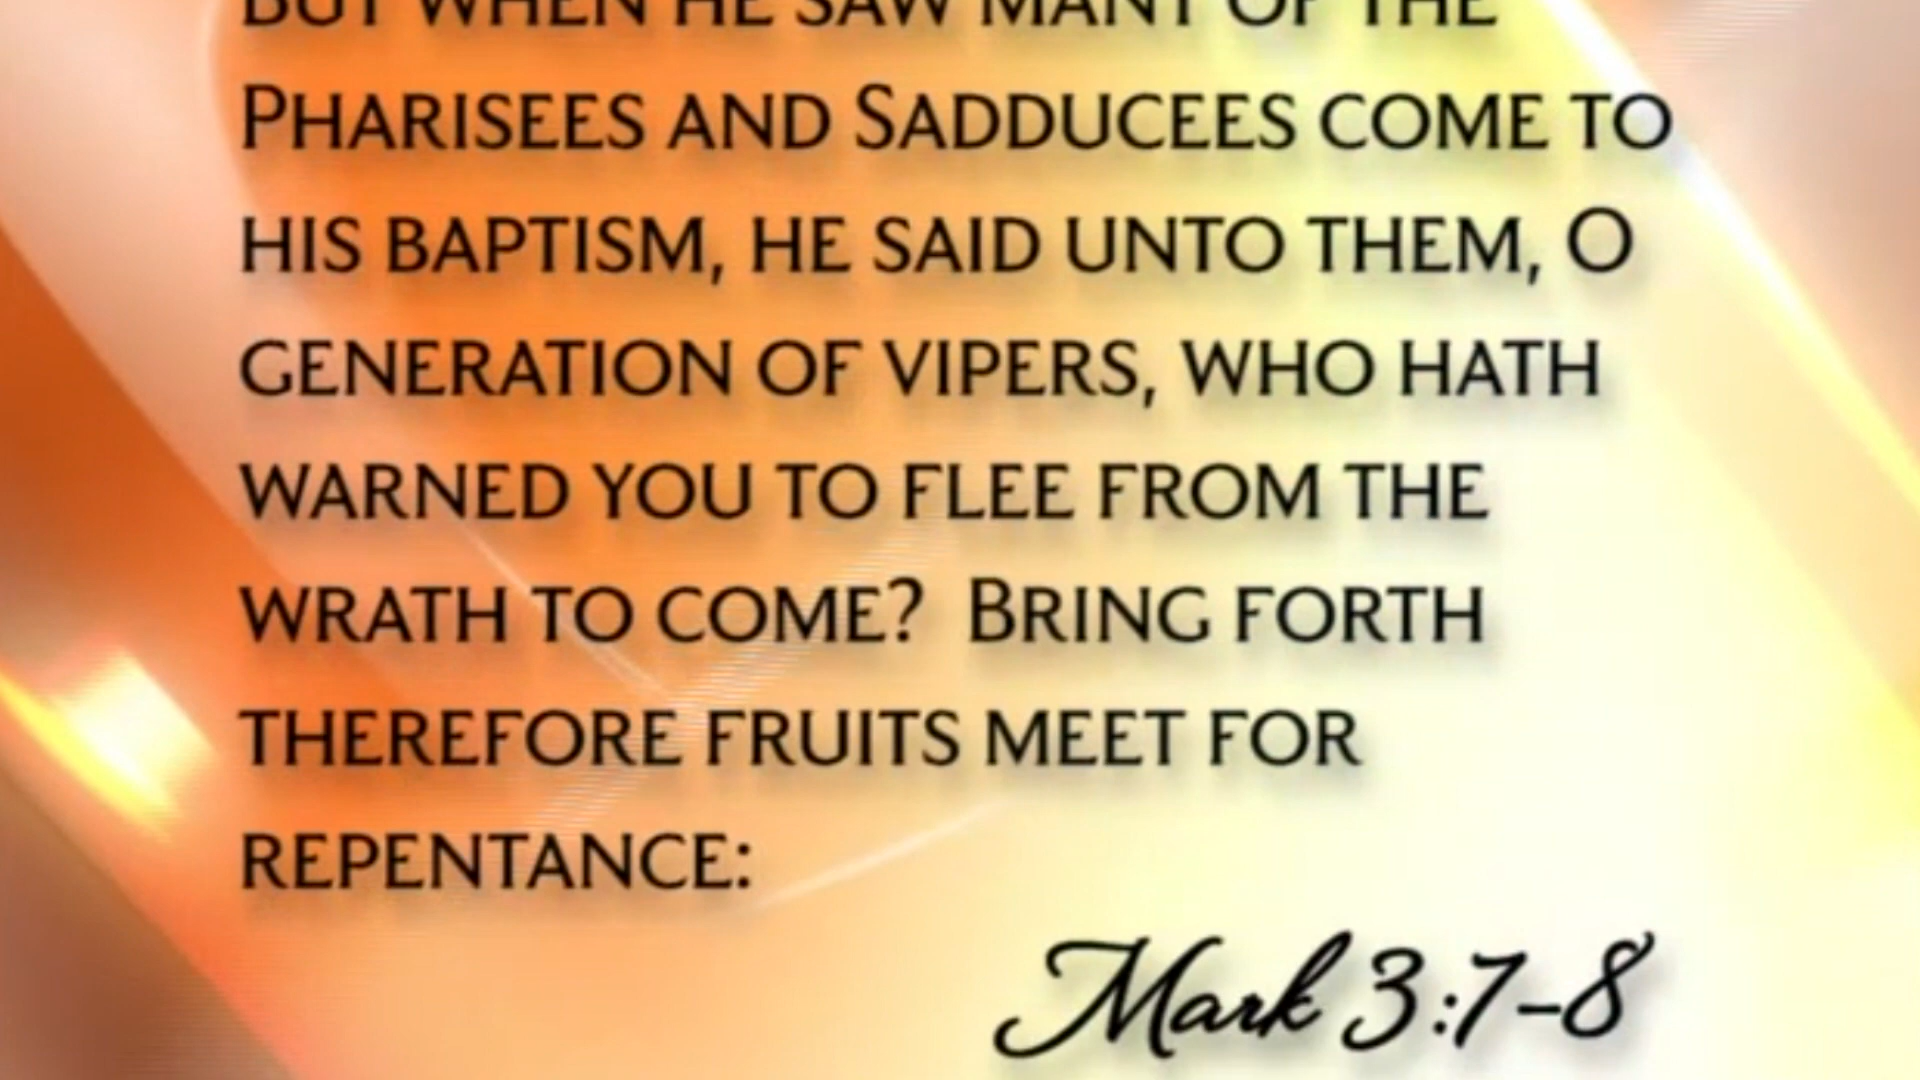 But when he saw many of the
Pharisees and Sadducees come to
his baptism, he said unto them, O
generation of vipers, who hath
warned you to flee from the
wrath to come?  Bring forth
therefore fruits meet for
repentance:
Mark 3:7-8